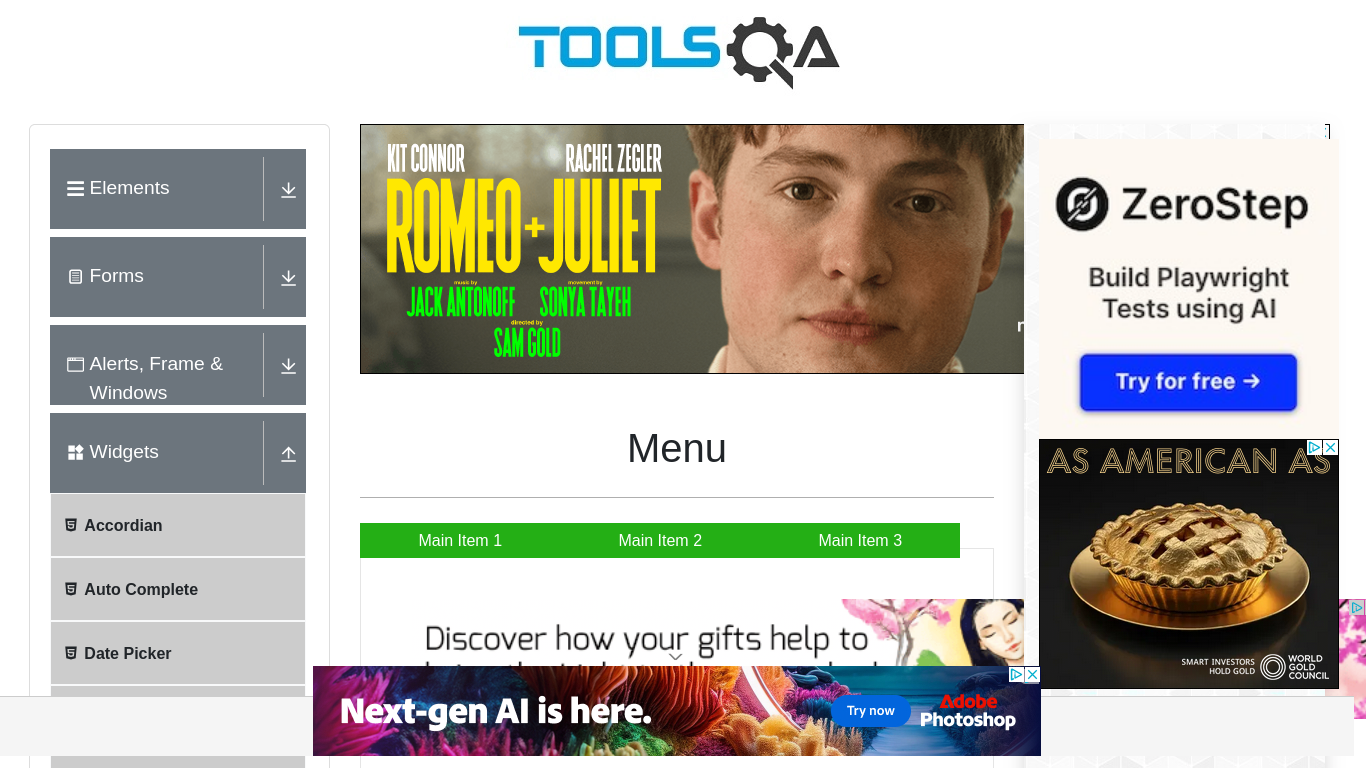 TOOLSQA
Elements
Forms
Alerts, Frame &
Windows
Widgets
Accordian
Auto Complete
Date Picker
KIT CONNOR
RACHEL ZEGLER
ROMEO + JULIET
music by
movement by
JACK ANTONOFF
SONYA TAYEH
directed by
SAM GOLD
Menu
Main Item 1
Main Item 2
Main Item 3
Discover how your gifts help to
ZeroStep
Build Playwright
Tests using AI
Try for free →
AS AMERICAN AS
SMART INVESTORS
HOLD GOLD
WORLD
GOLD
COUNCIL
Next-gen AI is here.
Try now
Adobe
Photoshop